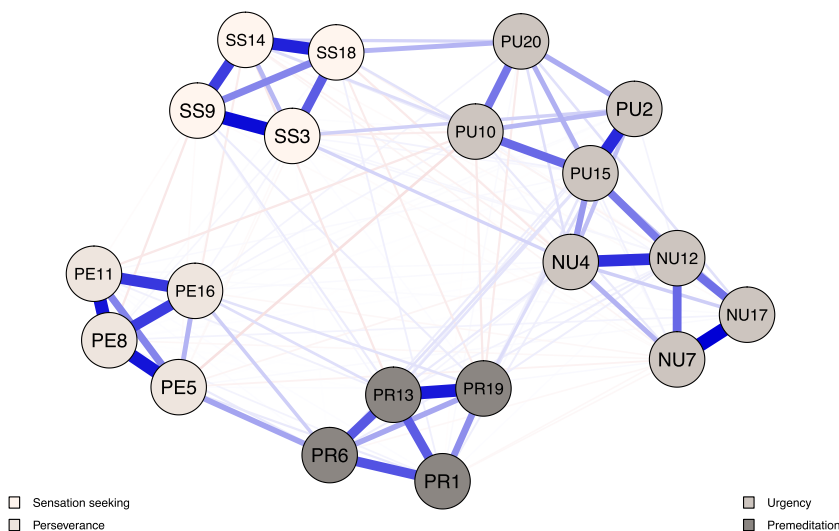 SS14
SS18
PU20
SS9
PU2
SS3
PU10
PU15
NU4
NU12
PE11
PE16
NU17
PE8
NU7
PE5
PR13
PR19
PR6
PR1
Sensation seeking
Perseverance
Urgency
Premeditation